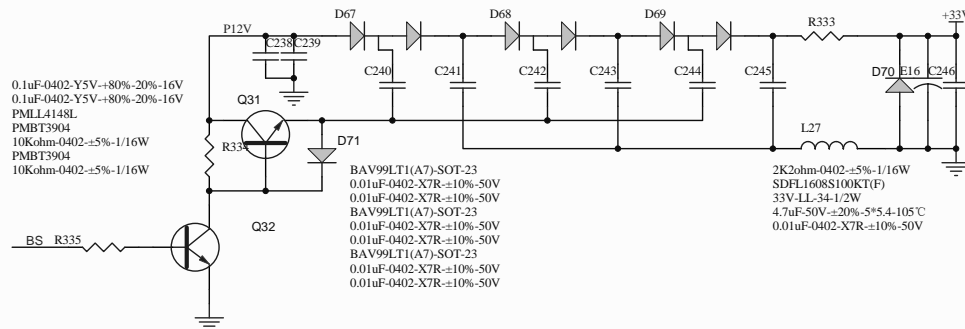 D67
D68
D69
R333
+33V
P12V
C238
C239
C240
C241
C242
C243
C244
C245
D70
E16
C246
0.1uF-0402-Y5V-+80%-20%-16V
0.1uF-0402-Y5V-+80%-20%-16V
PMLL4148L
PMBT3904
10Kohm-0402-±5%-1/16W
PMBT3904
10Kohm-0402-±5%-1/16W
Q31
R334
D71
L27
BAV99LT1(A7)-SOT-23
0.01uF-0402-X7R-±10%-50V
0.01uF-0402-X7R-±10%-50V
BAV99LT1(A7)-SOT-23
0.01uF-0402-X7R-±10%-50V
0.01uF-0402-X7R-±10%-50V
BAV99LT1(A7)-SOT-23
0.01uF-0402-X7R-±10%-50V
0.01uF-0402-X7R-±10%-50V
2K2ohm-0402-±5%-1/16W
SDFL1608S100KT(F)
33V-LL-34-1/2W
4.7uF-50V-±20%-5*5.4-105℃
0.01uF-0402-X7R-±10%-50V
Q32
BS
R335